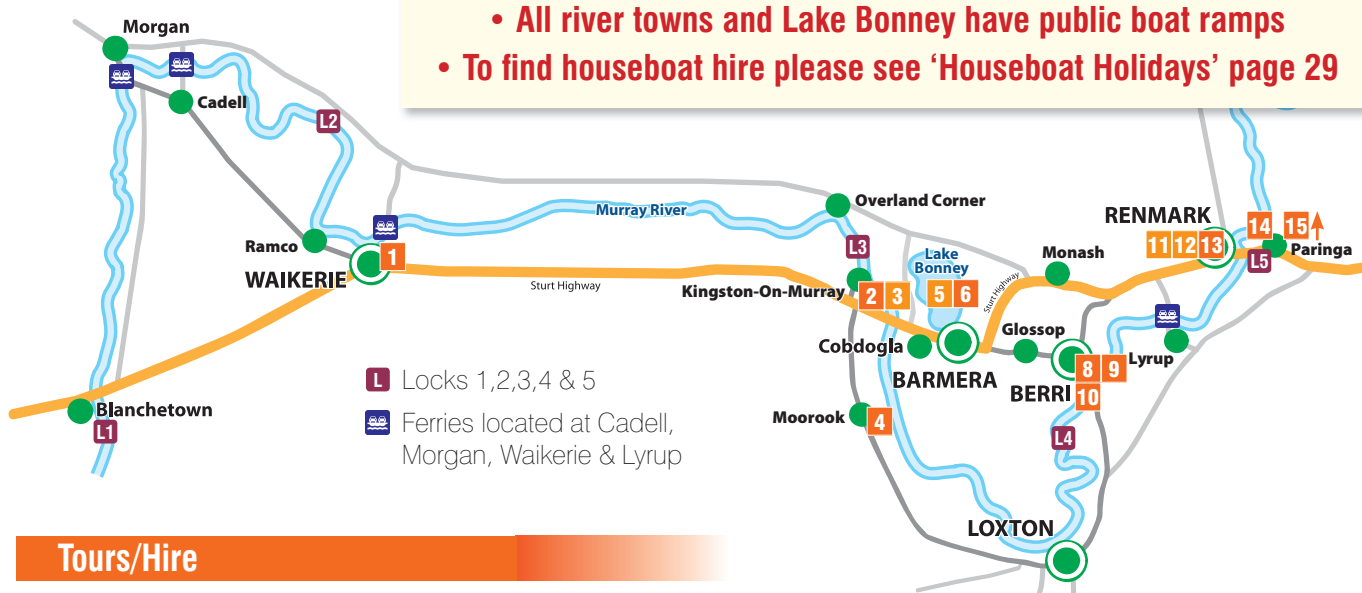 • All river towns and Lake Bonney have public boat ramps
• To find houseboat hire please see ‘Houseboat Holidays’ page 29
Morgan
Cadell
L2
Overland Corner
Murray River
RENMARK
14 15
11 12 13
Paringa
L5
Ramco
1
WAIKERIE
L3
Lake
Bonney
Monash
Sturt Highway
Sturt Highway
Kingston-On-Murray
2 3
5 6
Glossop
Cobdogla
BARMERA
Lyrup
8 9
BERRI
10
L Locks 1,2,3,4 & 5
Blanchetown
L1
Ferries located at Cadell,
Morgan, Waikerie & Lyrup
Moorook
4
L4
LOXTON
Tours/Hire